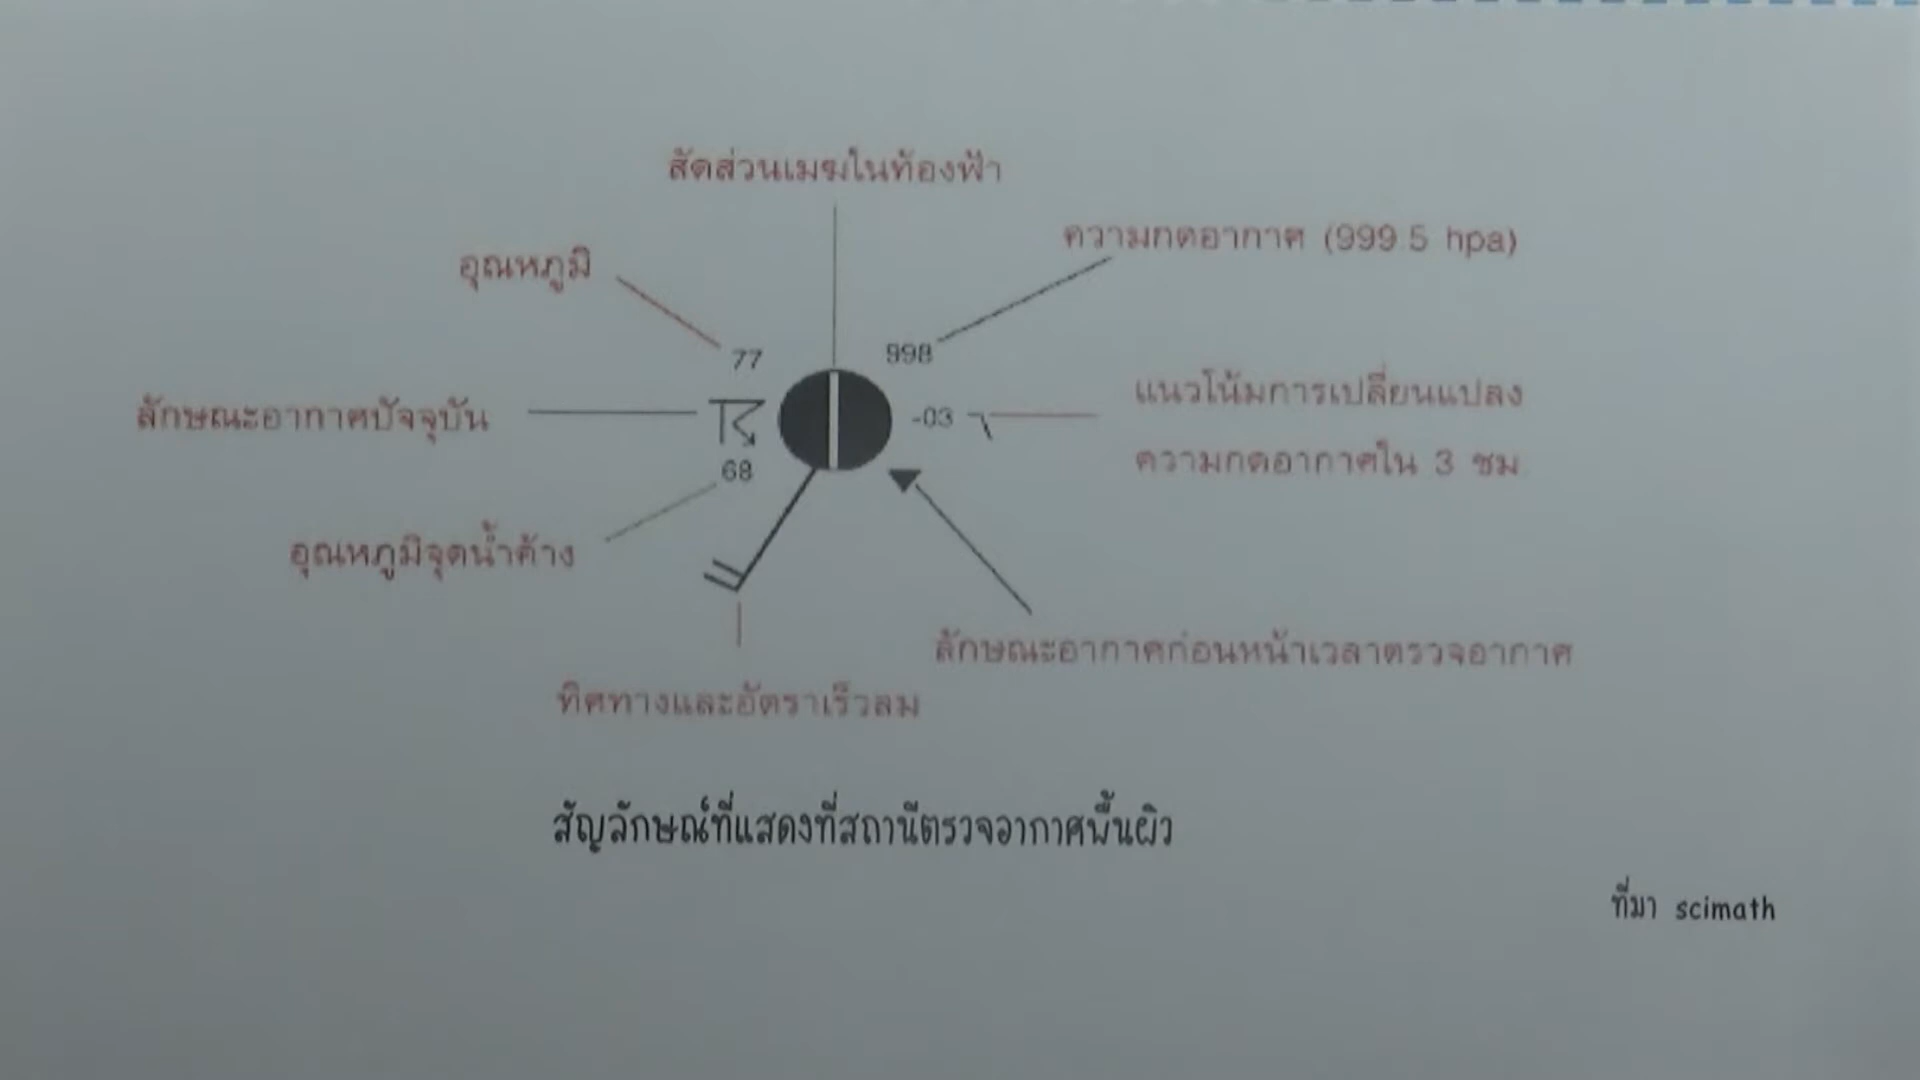 สัดส่วนเมฆในท้องฟ้า
ความกดอากาศ (999.5 hpa)
อุณหภูมิ
77
998
ลักษณะอากาศปัจจุบัน
-03
แนวโน้มการเปลี่ยนแปลง
ความกดอากาศใน 3 ชม
68
อุณหภูมิจุดน้ำค้าง
ลักษณะอากาศก่อนหน้าเวลาตรวจอากาศ
ทิศทางและอัตราเร็วลม
สัญลักษณ์ที่แสดงที่สถานีตรวจอากาศพื้นผิว
ที่มา scimath